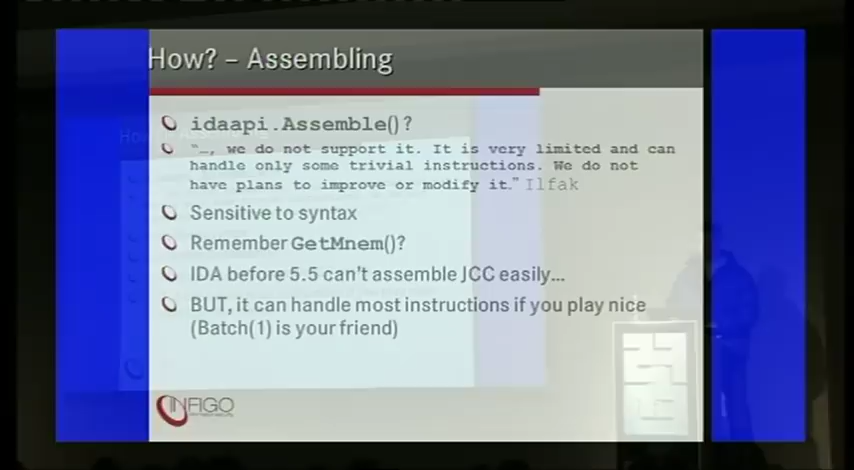 How? – Assembling
idaapi.Assemble()?
"…, we do not support it. It is very limited and can
handle only some trivial instructions. We do not
have plans to improve or modify it." Ilfak
Sensitive to syntax
Remember GetMnem()?
IDA before 5.5 can't assemble JCC easily…
BUT, it can handle most instructions if you play nice
(Batch(1) is your friend)
INFIGO